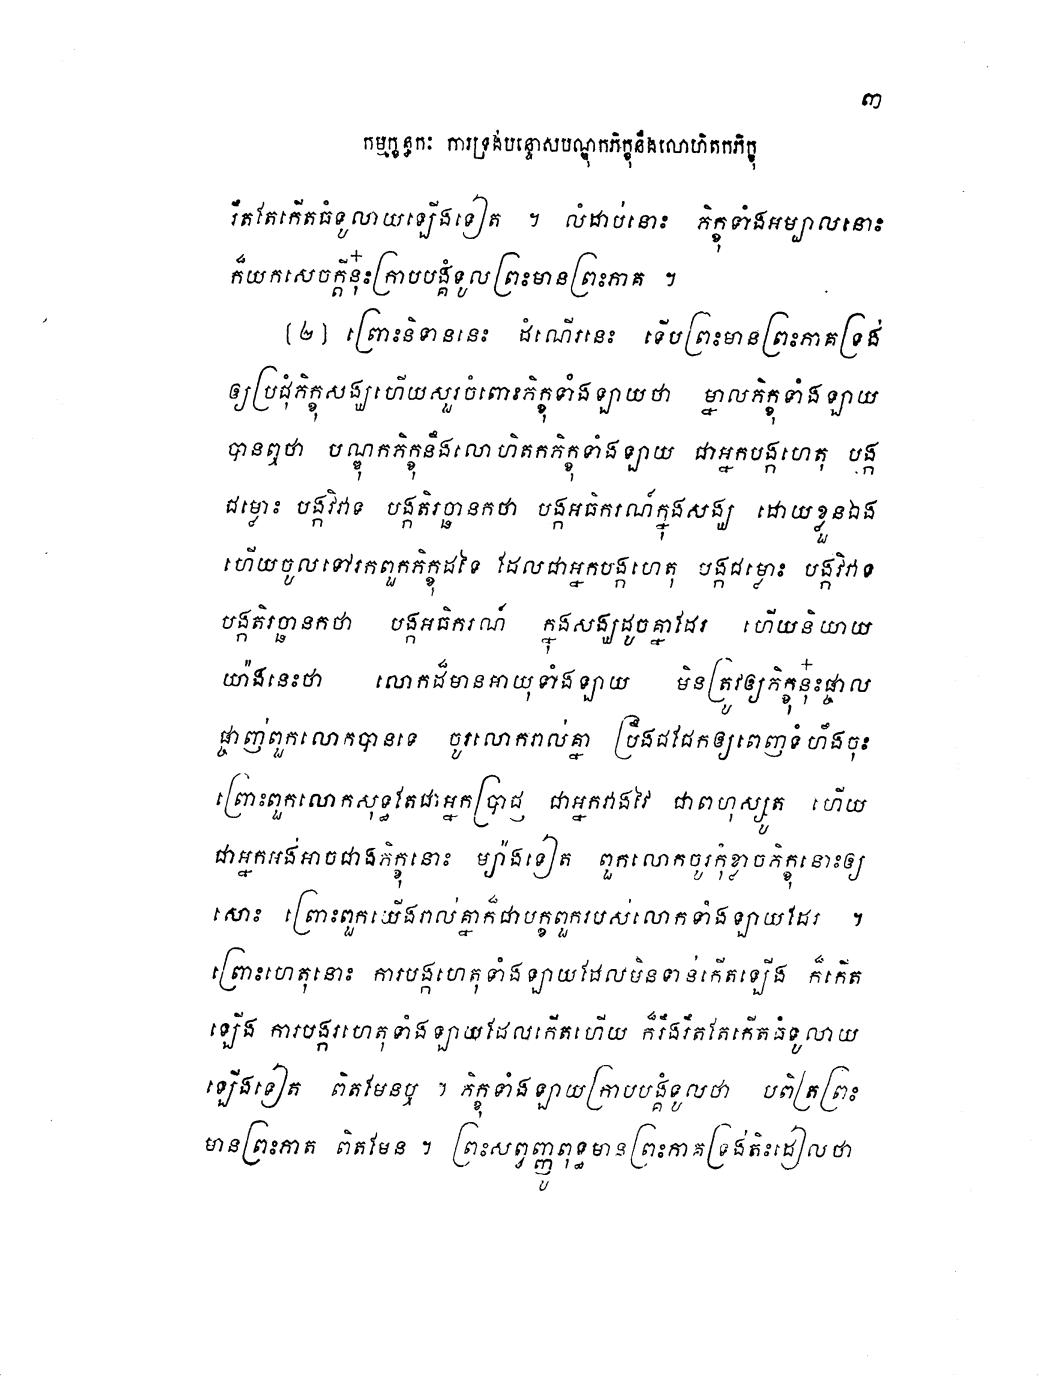 ៣
កម្មក្ខន្ធកៈ ការទ្រង់បន្ទោសបណ្ឌុកភិក្ខុនឹងលោហិតកភិក្ខុ
រឹតតែកើតធំទូលាយឡើងទៀត ។ លំដាប់នោះ ភិក្ខុទាំងអម្បាលនោះ
ក៏យកសេចក្តីនុ៎ះក្រាបបង្គំទូលព្រះមានព្រះភាគ ។
(២) ព្រោះនិទាននេះ ដំណើរនេះ ទើបព្រះមានព្រះភាគទ្រង់
ឲ្យប្រជុំភិក្ខុសង្ឃហើយសួរចំពោះភិក្ខុទាំងឡាយថា ម្នាលភិក្ខុទាំងឡាយ
បានឮថា បណ្ឌុកភិក្ខុនឹងលោហិតកភិក្ខុទាំងឡាយ ជាអ្នកបង្កហេតុ បង្ក
ជម្លោះ បង្កវិវាទ បង្កតិរច្ឆានកថា បង្កអធិករណ៍ក្នុងសង្ឃ ដោយខ្លួនឯង
ហើយចូលទៅរកពួកភិក្ខុដទៃ ដែលជាអ្នកបង្កហេតុ បង្កជម្លោះ បង្កវិវាទ
បង្កតិរច្ឆានកថា បង្កអធិករណ៍ ក្នុងសង្ឃដូចគ្នាដែរ ហើយនិយាយ
យ៉ាងនេះថា លោកដ៏មានអាយុទាំងឡាយ មិនត្រូវឲ្យភិក្ខុនុ៎ះផ្ចាល
ផ្ចាញ់ពួកលោកបានទេ ចូរលោករាល់គ្នា ប្រឹងជជែកឲ្យពេញទំហឹងចុះ
ព្រោះពួកលោកសុទ្ធតែជាអ្នកប្រាជ្ញ ជាអ្នកវាងវៃ ជាពហុស្សូត ហើយ
ជាអ្នកអង់អាចជាងភិក្ខុនោះ ម្យ៉ាងទៀត ពួកលោកចូរកុំខ្លាចភិក្ខុនោះឲ្យ
សោះ ព្រោះពួកយើងរាល់គ្នាក៏ជាបក្ខពួករបស់លោកទាំងឡាយដែរ ។
ព្រោះហេតុនោះ ការបង្កហេតុទាំងឡាយដែលមិនទាន់កើតឡើង ក៏កើត
ឡើង ការបង្ករហេតុទាំងឡាយដែលកើតហើយ ក៏រឹងរឹតតែកើតធំទូលាយ
ឡើងទៀត ពិតមែនឬ ។ ភិក្ខុទាំងឡាយក្រាបបង្គំទូលថា បពិត្រព្រះ
មានព្រះភាគ ពិតមែន ។ ព្រះសព្វញ្ញូពុទ្ធមានព្រះភាគទ្រង់តិះដៀលថា